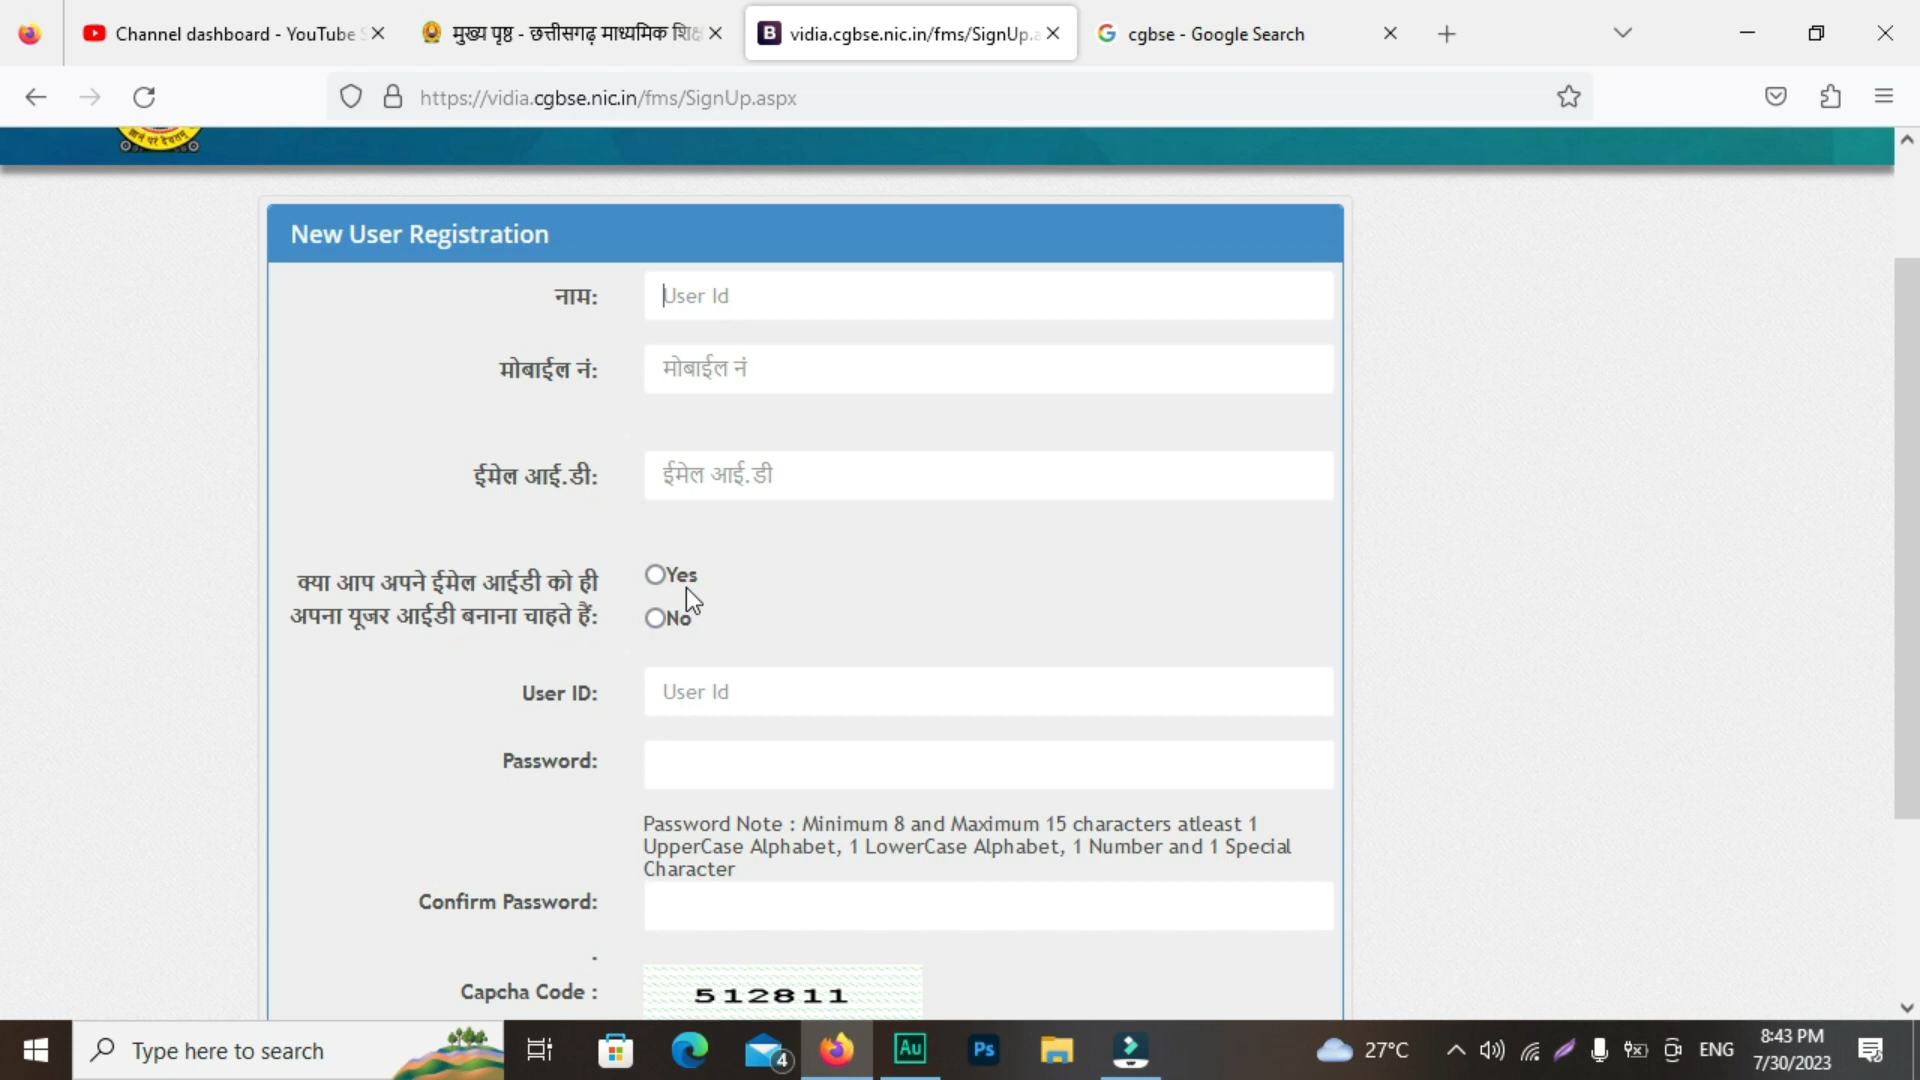 Channel dashboard - YouTube S
मुख्य पृष्ठ - छत्तीसगढ़ माध्यमिक शिक्ष
vidia.cgbse.nic.in/fms/SignUp.a
cgbse - Google Search
https://vidia.cgbse.nic.in/fms/SignUp.aspx
New User Registration
नाम: User Id
मोबाईल नं: मोबाईल नं
ईमेल आई.डी: ईमेल आई.डी
क्या आप अपने ईमेल आईडी को ही
अपना यूजर आईडी बनाना चाहते हैं:
Yes
No
User ID: User Id
Password:
Password Note : Minimum 8 and Maximum 15 characters atleast 1
UpperCase Alphabet, 1 LowerCase Alphabet, 1 Number and 1 Special
Character
Confirm Password:
.
Capcha Code : 512811
Type here to search
4
Au
Ps
27°C
ENG
8:43 PM
7/30/2023